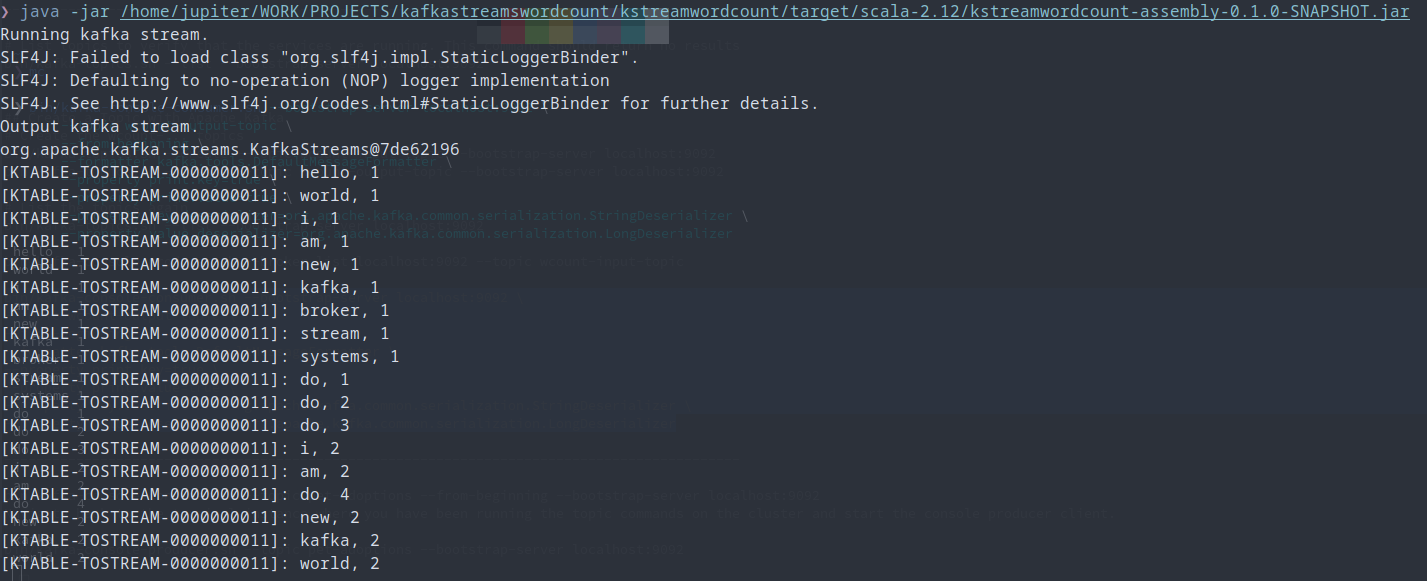 ❯ java -jar /home/jupiter/WORK/PROJECTS/kafkastreamswordcount/kstreamwordcount/target/scala-2.12/kstreamwordcount-assembly-0.1.0-SNAPSHOT.jar
Running kafka stream.
SLF4J: Failed to load class "org.slf4j.impl.StaticLoggerBinder".
SLF4J: Defaulting to no-operation (NOP) logger implementation
SLF4J: See http://www.slf4j.org/codes.html#StaticLoggerBinder for further details.
Output kafka stream.
org.apache.kafka.streams.KafkaStreams@7de62196
[KTABLE-TOSTREAM-0000000011]: hello, 1
[KTABLE-TOSTREAM-0000000011]: world, 1
[KTABLE-TOSTREAM-0000000011]: i, 1
[KTABLE-TOSTREAM-0000000011]: am, 1
[KTABLE-TOSTREAM-0000000011]: new, 1
[KTABLE-TOSTREAM-0000000011]: kafka, 1
[KTABLE-TOSTREAM-0000000011]: broker, 1
[KTABLE-TOSTREAM-0000000011]: stream, 1
[KTABLE-TOSTREAM-0000000011]: systems, 1
[KTABLE-TOSTREAM-0000000011]: do, 1
[KTABLE-TOSTREAM-0000000011]: do, 2
[KTABLE-TOSTREAM-0000000011]: do, 3
[KTABLE-TOSTREAM-0000000011]: i, 2
[KTABLE-TOSTREAM-0000000011]: am, 2
[KTABLE-TOSTREAM-0000000011]: do, 4
[KTABLE-TOSTREAM-0000000011]: new, 2
[KTABLE-TOSTREAM-0000000011]: kafka, 2
[KTABLE-TOSTREAM-0000000011]: world, 2